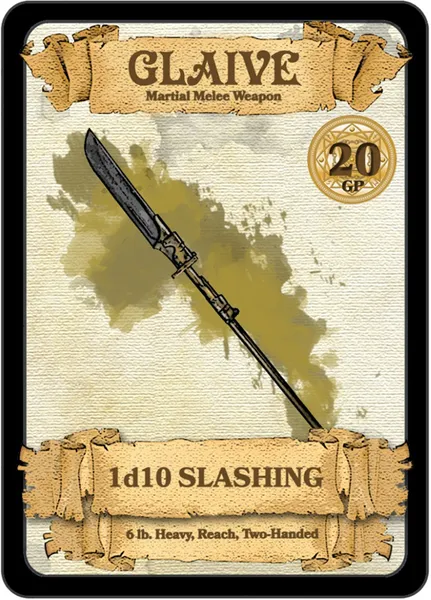 GLAIVE
Martial Melee Weapon
20
GP
1d10 SLASHING
6 lb. Heavy, Reach, Two-Handed